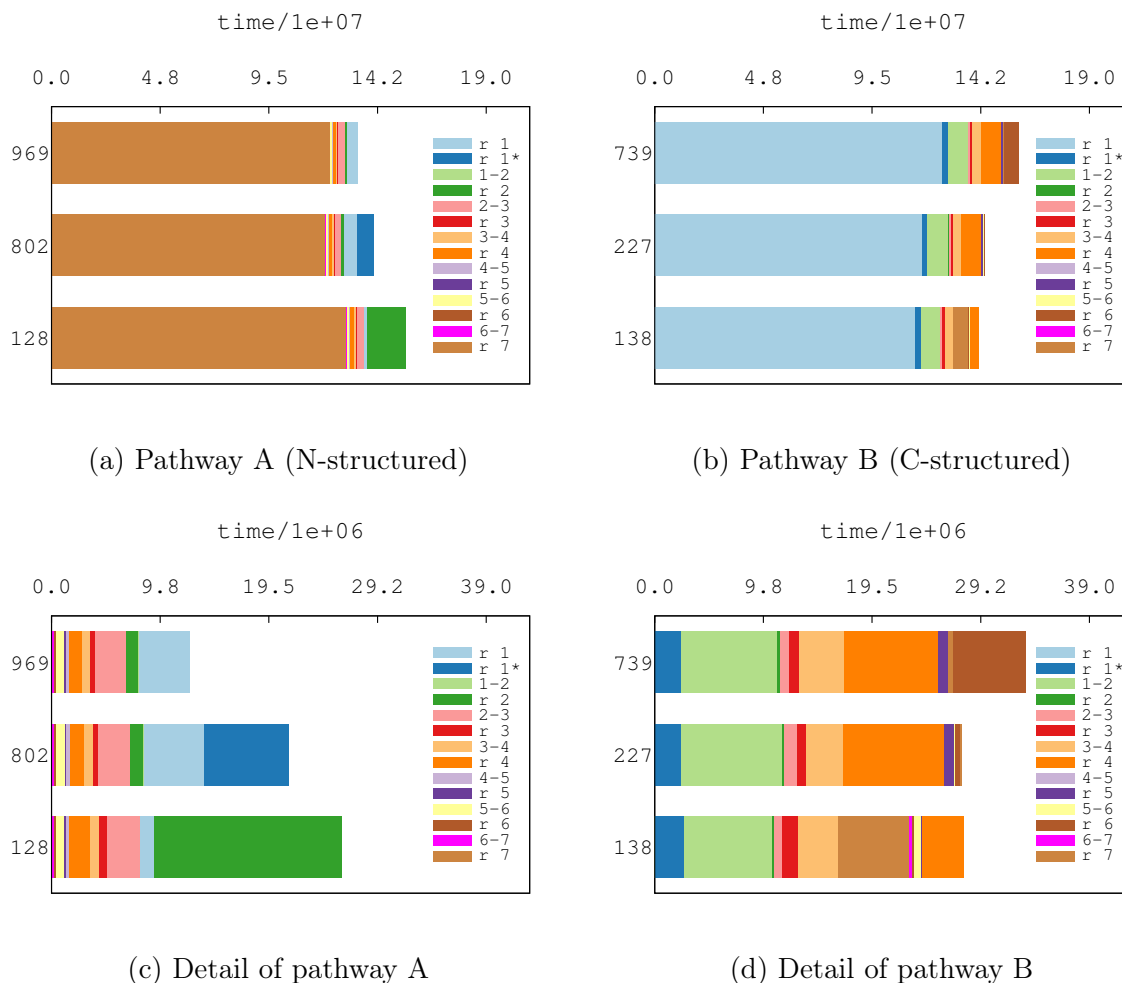 time/1e+07
0.0 4.8 9.5 14.2 19.0
969
802
128
r 1
r 1*
1-2
r 2
2-3
r 3
3-4
r 4
4-5
r 5
5-6
r 6
6-7
r 7
(a) Pathway A (N-structured)
time/1e+07
0.0 4.8 9.5 14.2 19.0
739
227
138
r 1
r 1*
1-2
r 2
2-3
r 3
3-4
r 4
4-5
r 5
5-6
r 6
6-7
r 7
(b) Pathway B (C-structured)
time/1e+06
0.0 9.8 19.5 29.2 39.0
969
802
128
r 1
r 1*
1-2
r 2
2-3
r 3
3-4
r 4
4-5
r 5
5-6
r 6
6-7
r 7
(c) Detail of pathway A
time/1e+06
0.0 9.8 19.5 29.2 39.0
739
227
138
r 1
r 1*
1-2
r 2
2-3
r 3
3-4
r 4
4-5
r 5
5-6
r 6
6-7
r 7
(d) Detail of pathway B